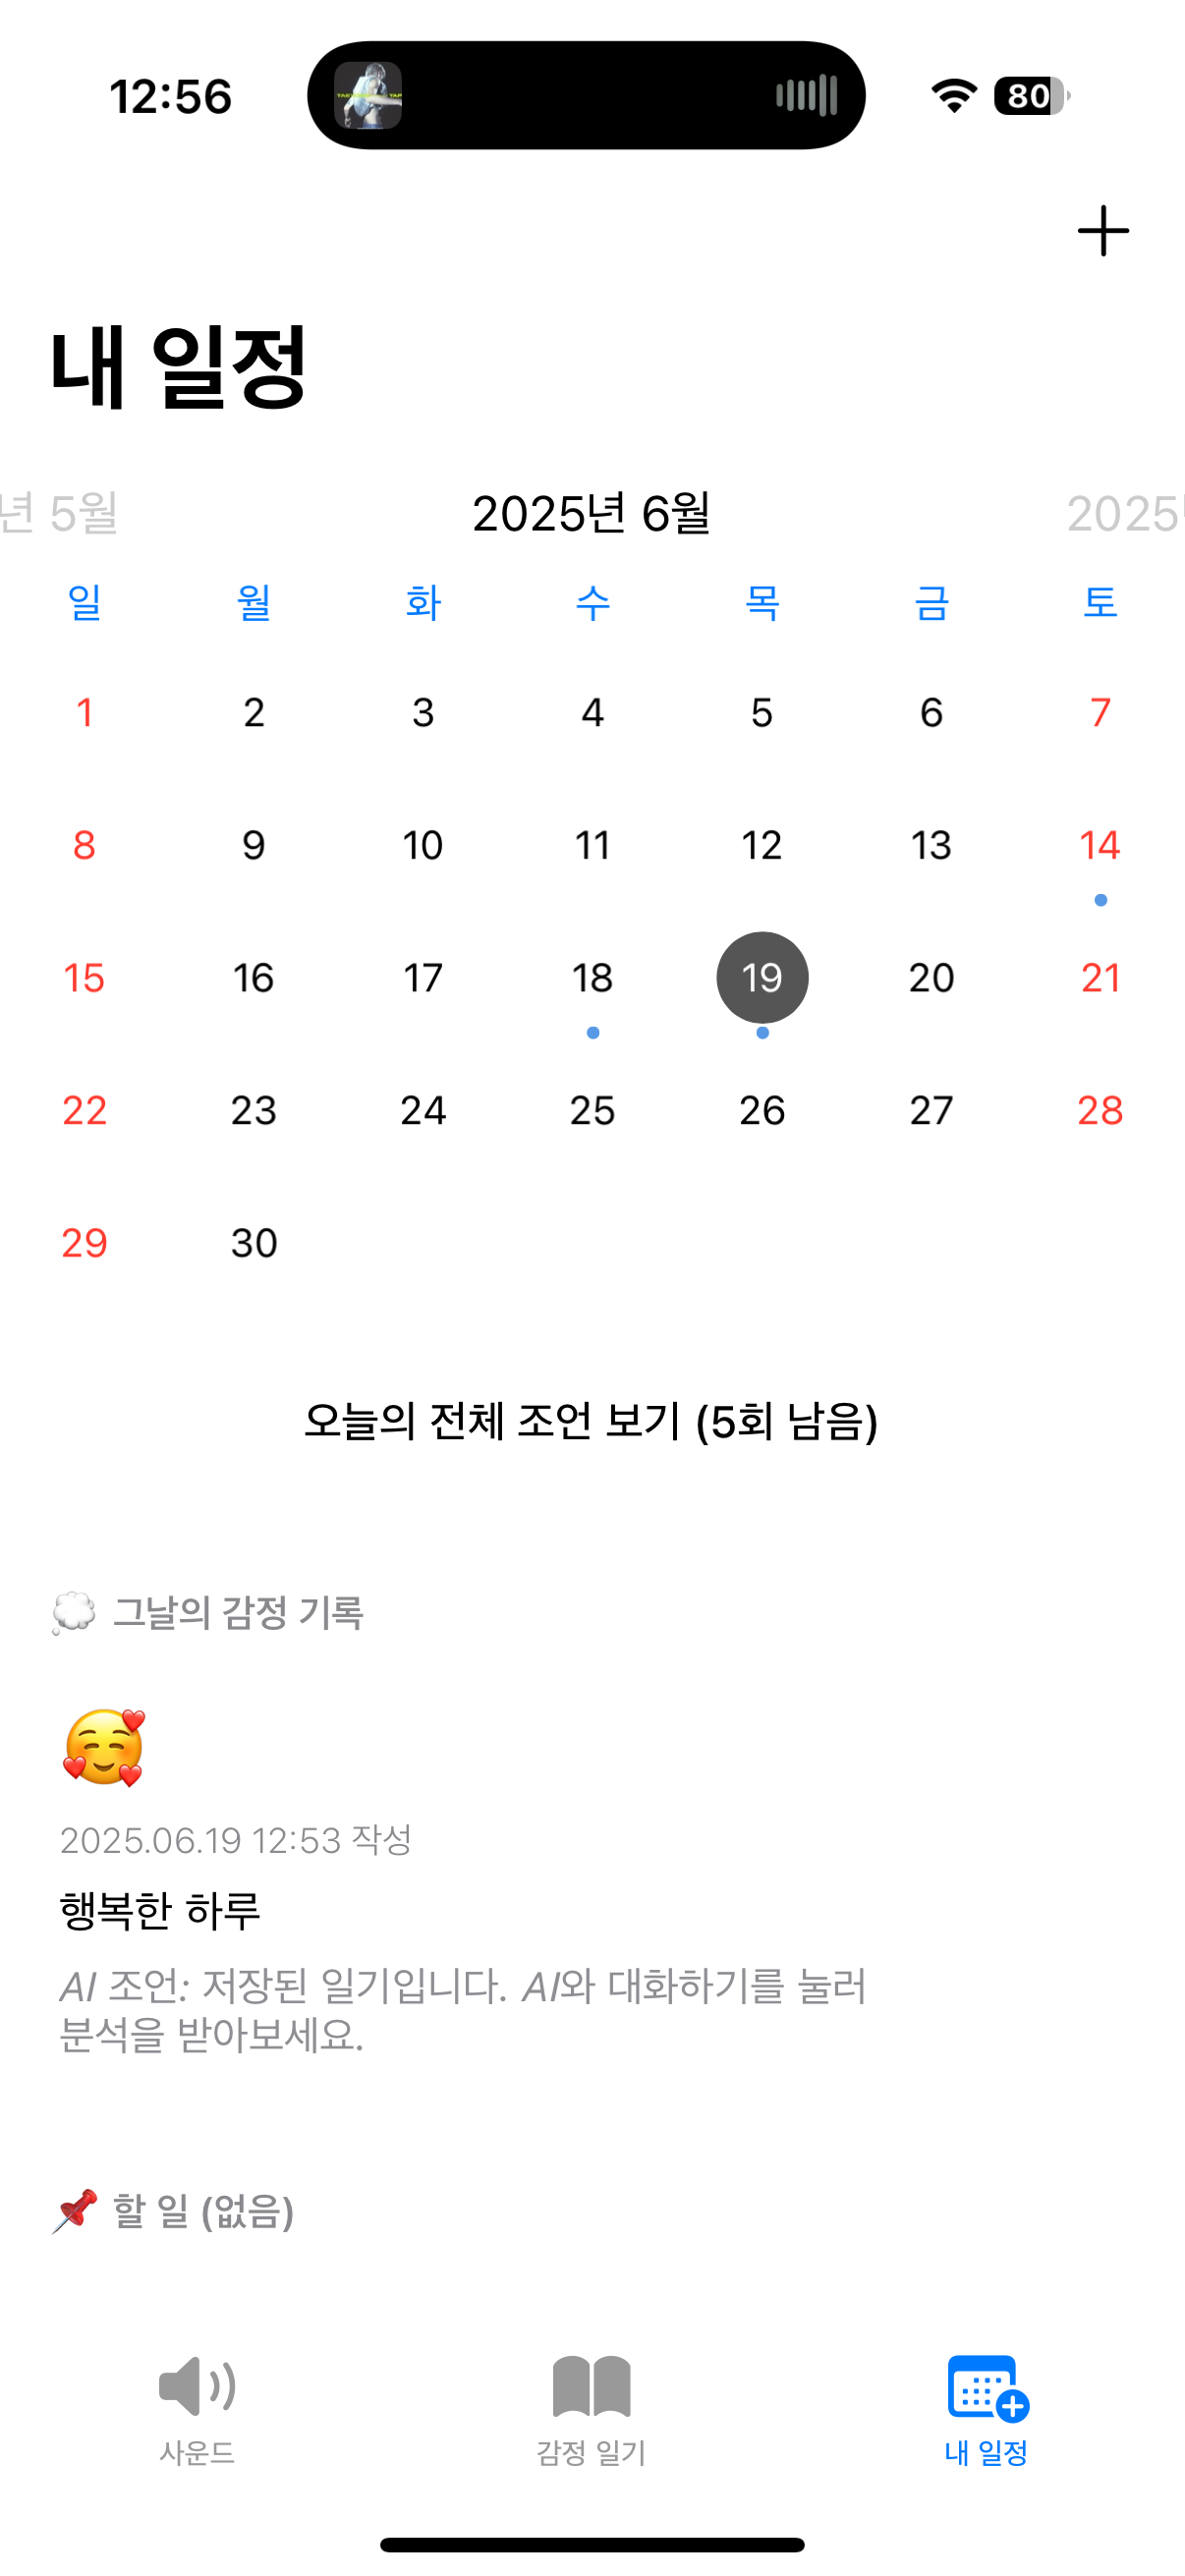 12:56
80
내 일정
년 5월 2025년 6월 2025
일 월 화 수 목 금 토
1 2 3 4 5 6 7
8 9 10 11 12 13 14
15 16 17 18 19 20 21
22 23 24 25 26 27 28
29 30
오늘의 전체 조언 보기 (5회 남음)
💭 그날의 감정 기록
🥰
2025.06.19 12:53 작성
행복한 하루
AI 조언: 저장된 일기입니다. AI와 대화하기를 눌러
분석을 받아보세요.
📌 할 일 (없음)
사운드 감정 일기 내 일정